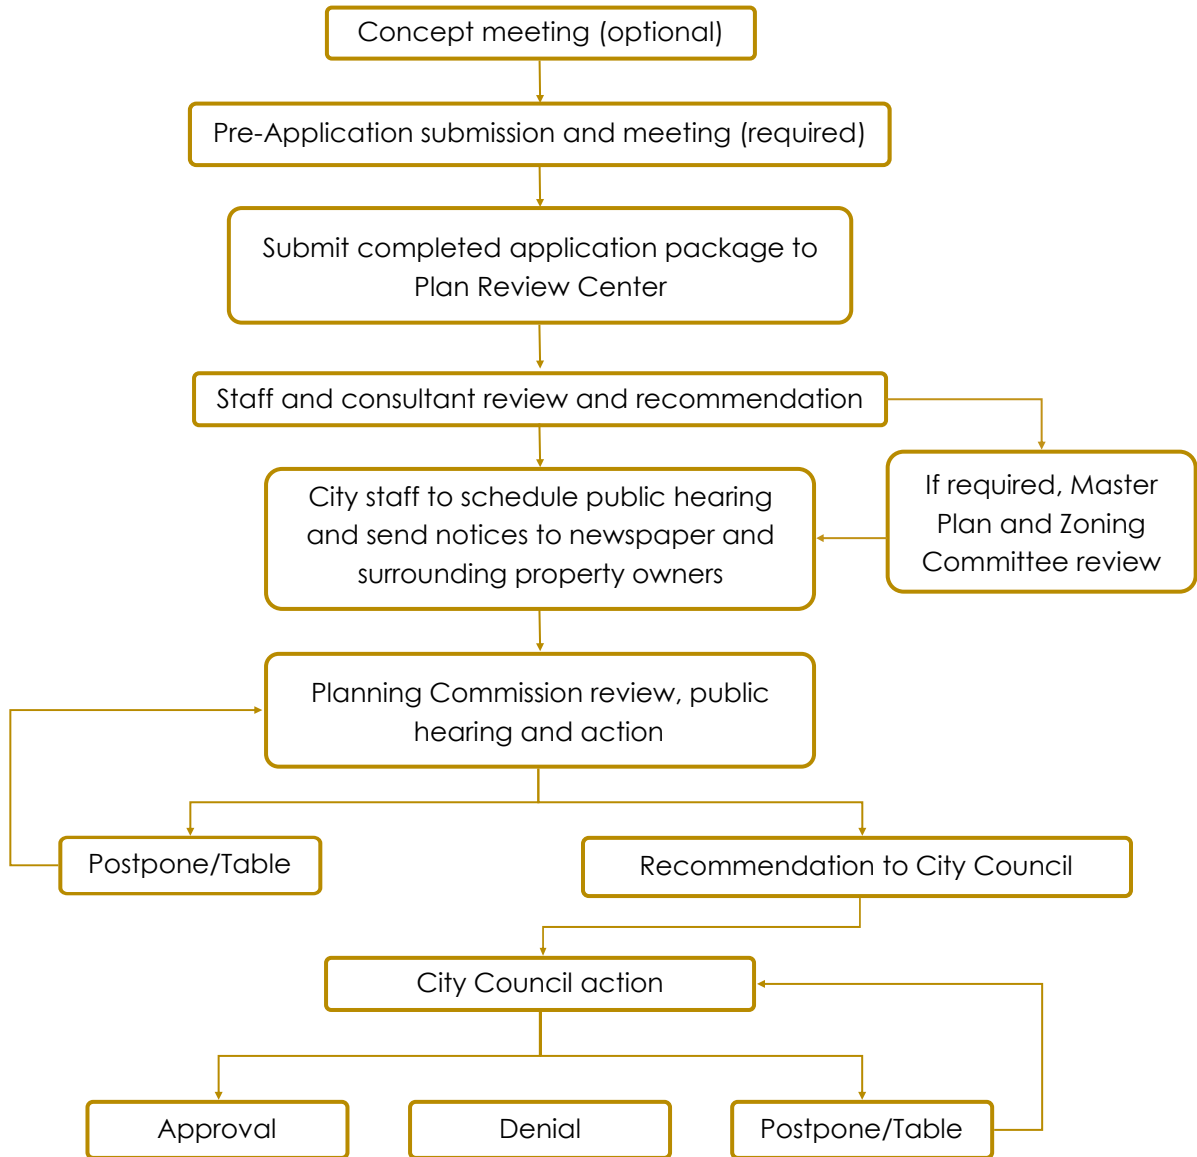 Concept meeting (optional)
Pre-Application submission and meeting (required)
Submit completed application package to
Plan Review Center
Staff and consultant review and recommendation
If required, Master
Plan and Zoning
Committee review
City staff to schedule public hearing
and send notices to newspaper and
surrounding property owners
Planning Commission review, public
hearing and action
Postpone/Table
Recommendation to City Council
City Council action
Approval
Denial
Postpone/Table